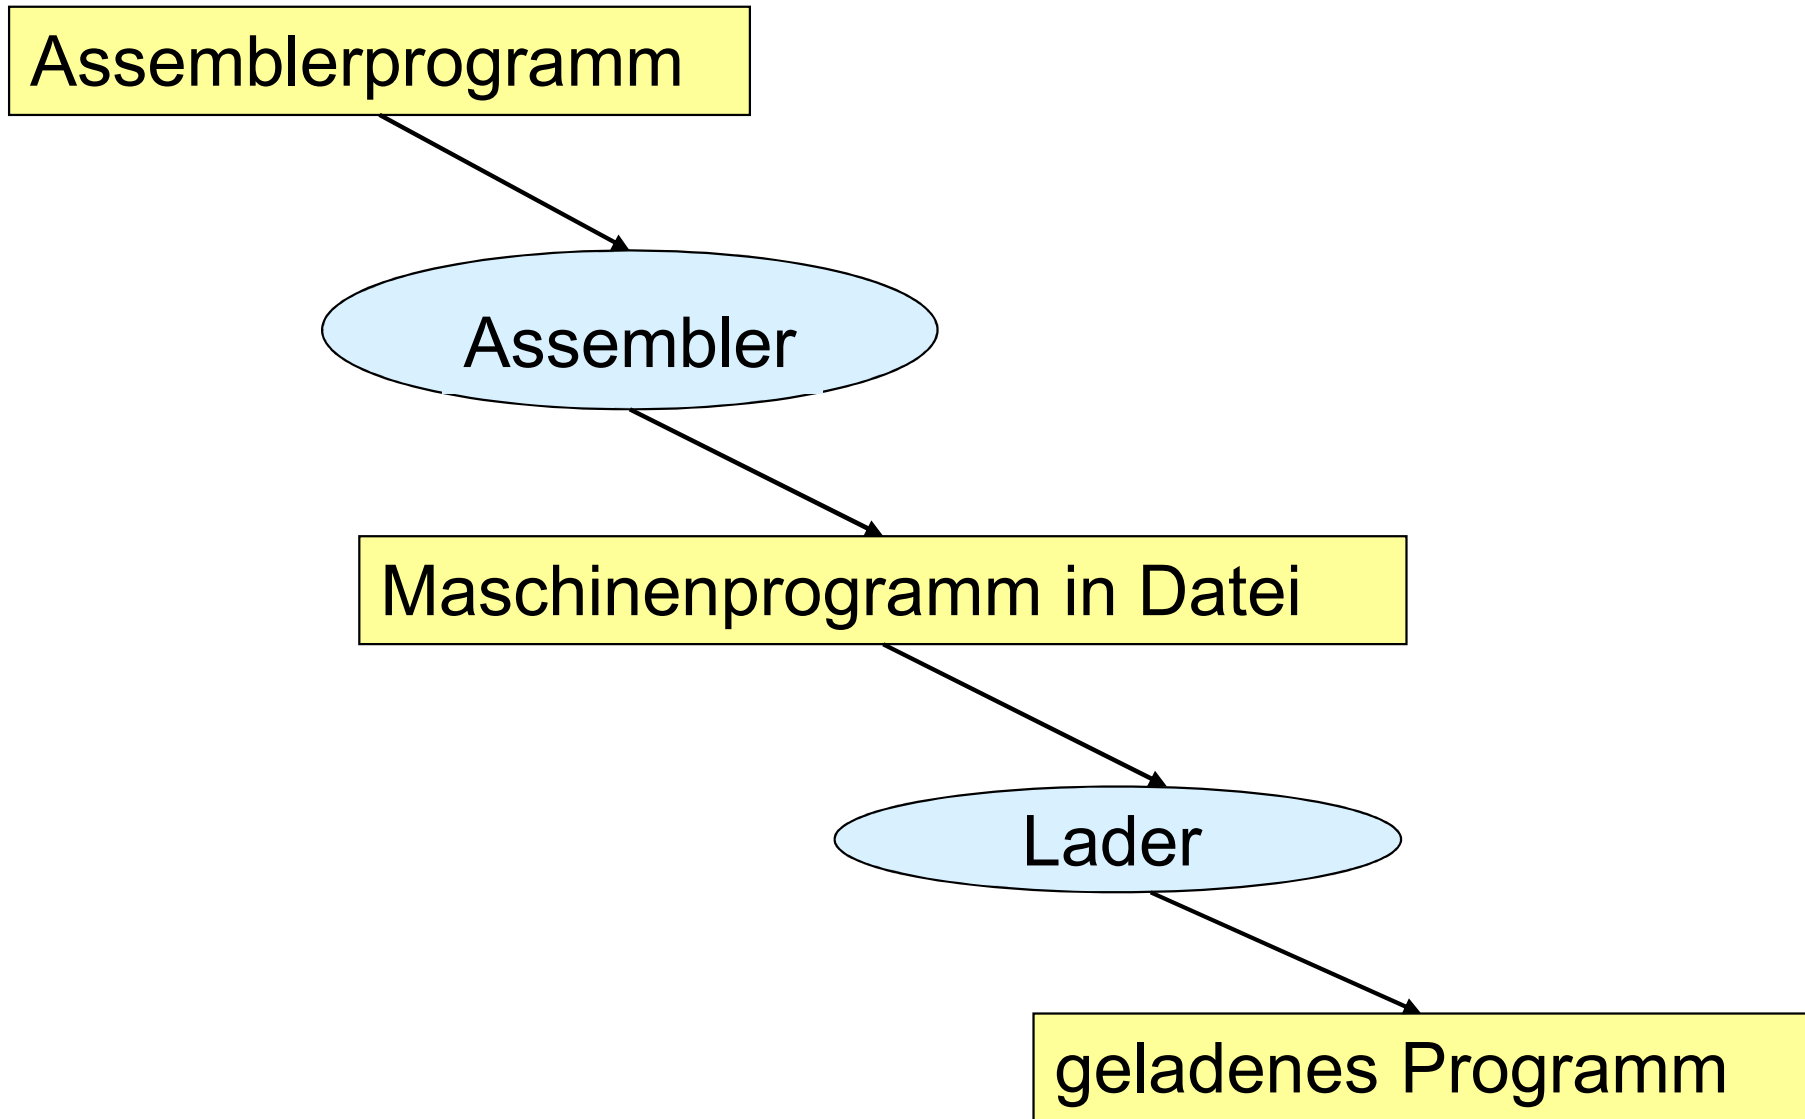 Assemblerprogramm
Assembler
Maschinenprogramm in Datei
Lader
geladenes Programm